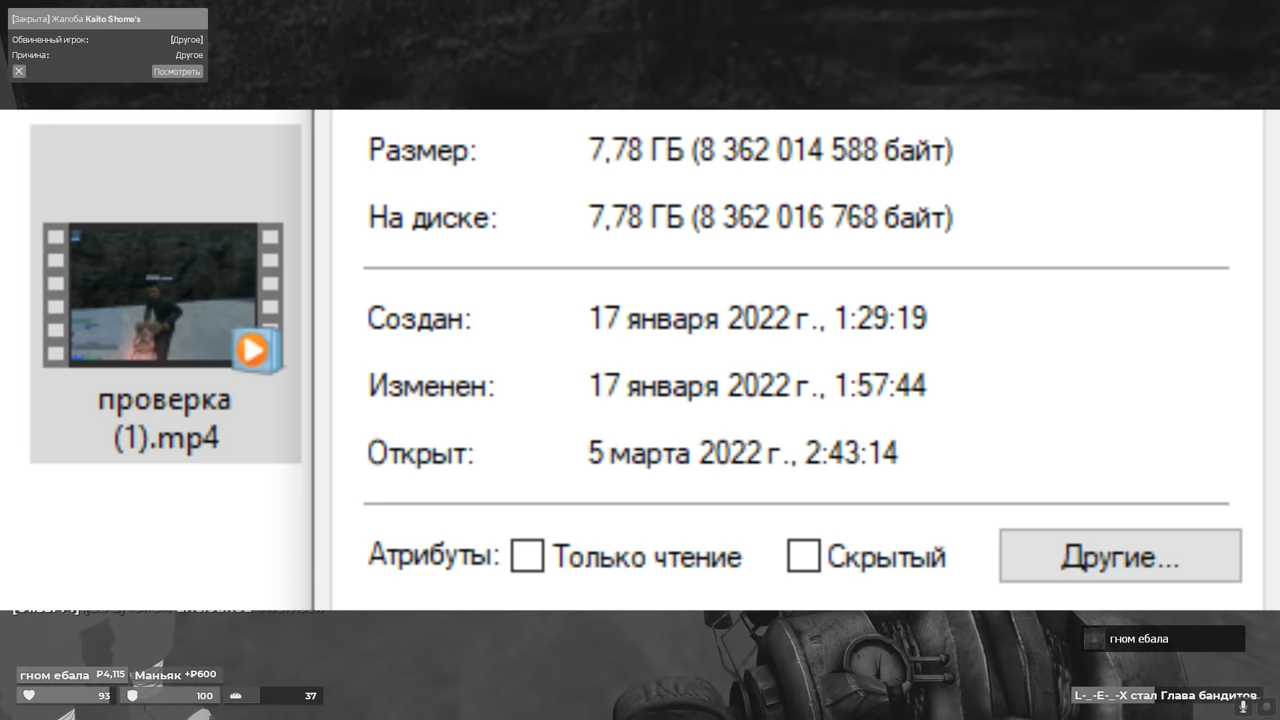 [Закрыта] Жалоба Kaito Shoma's
Обвиненный игрок: [Другое]
Причина: Другое
Посмотреть
Размер: 7,78 ГБ (8 362 014 588 байт)
На диске: 7,78 ГБ (8 362 016 768 байт)
Создан: 17 января 2022 г., 1:29:19
Изменен: 17 января 2022 г., 1:57:44
Открыт: 5 марта 2022 г., 2:43:14
проверка
(1).mp4
Атрибуты: Только чтение Скрытый Другие...
гном ебала
гном ебала ₽4,115 Маньяк +₽600
93 100 37
L-_-E-_-X стал Глава бандитов.